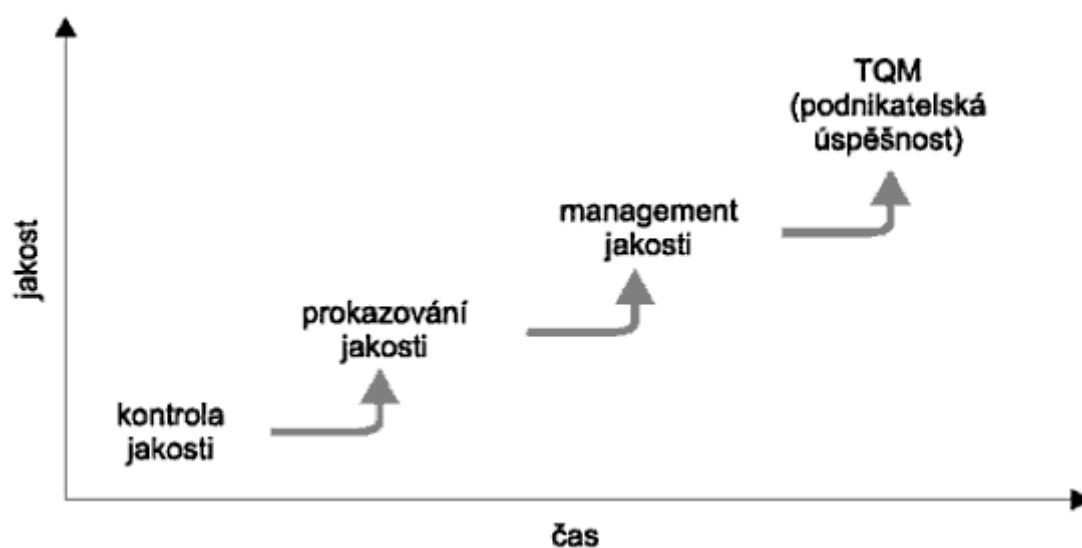 TQM
(podnikatelská
úspěšnost)
management
jakosti
jakost
prokazování
jakosti
kontrola
jakosti
čas